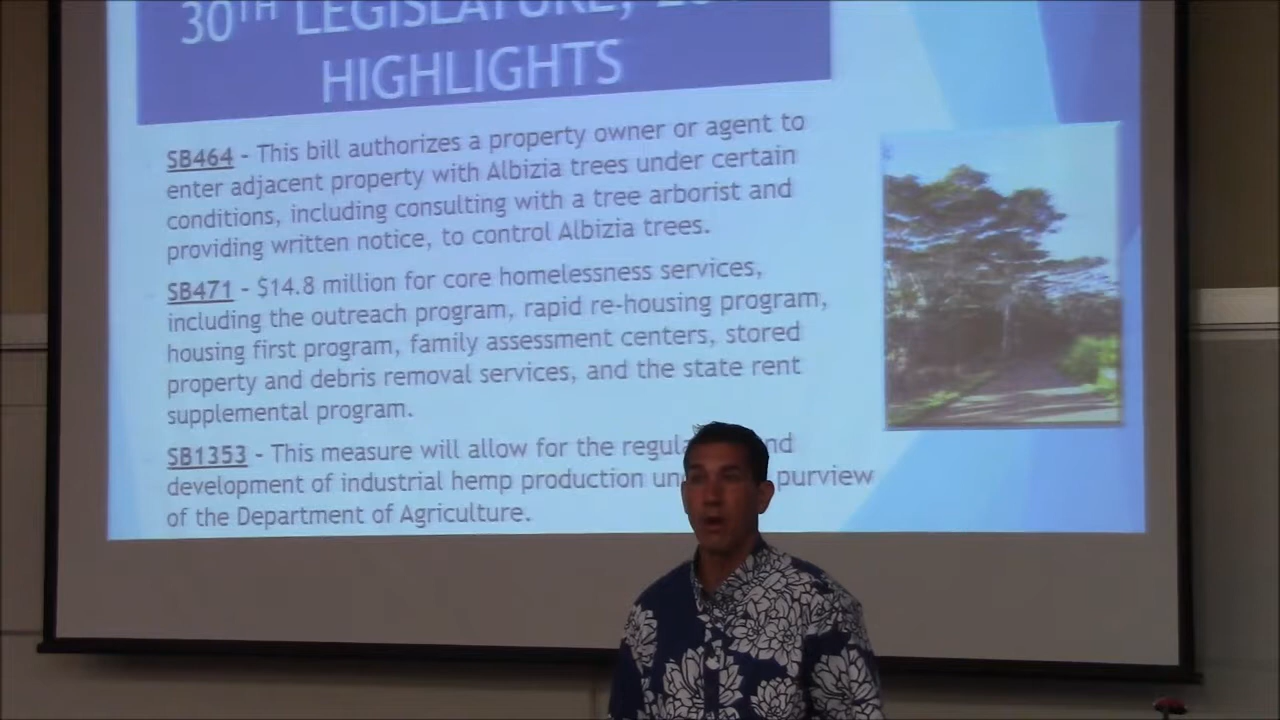 30TH LEGISLATURE,
HIGHLIGHTS
SB464 - This bill authorizes a property owner or agent to
enter adjacent property with Albizia trees under certain
conditions, including consulting with a tree arborist and
providing written notice, to control Albizia trees.
SB471 - $14.8 million for core homelessness services,
including the outreach program, rapid re-housing program,
housing first program, family assessment centers, stored
property and debris removal services, and the state rent
supplemental program.
SB1353 - This measure will allow for the
development of industrial hemp production purview
of the Department of Agriculture.